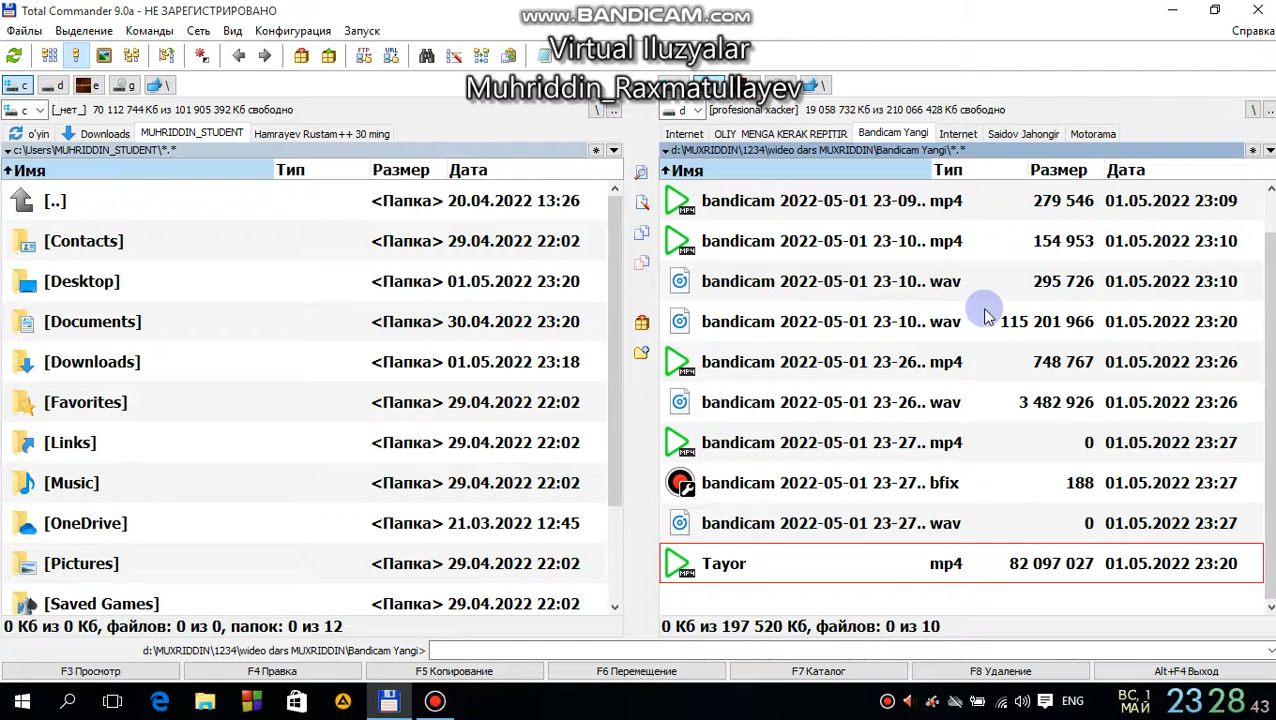 Total Commander 9.0a - НЕ ЗАРЕГИСТРИРОВАНО
www.BANDICAM.com
Файлы Выделение Команды Сеть Вид Конфигурация Запуск Справка
Virtual Iluzyalar
FTP URL
c d e g \
Muhriddin_Raxmatullayev
c [_нет_] 70 112 744 Кб из 101 905 392 Кб свободно \ ..
d [profesional xacker] 19 058 732 Кб из 210 066 428 Кб свободно \ ..
o'yin Downloads MUHRIDDIN_STUDENT Hamrayev Rustam++ 30 ming
Internet OLIY MENGA KERAK REPITIR Bandicam Yangi Internet Saidov Jahongir Motorama
c:\Users\MUHRIDDIN_STUDENT\*.*
d:\MUXRIDDIN\1234\wideo dars MUXRIDDIN\Bandicam Yangi\*.*
Имя Тип Размер Дата
[..] <Папка> 20.04.2022 13:26
[Contacts] <Папка> 29.04.2022 22:02
[Desktop] <Папка> 01.05.2022 23:20
[Documents] <Папка> 30.04.2022 23:20
[Downloads] <Папка> 01.05.2022 23:18
[Favorites] <Папка> 29.04.2022 22:02
[Links] <Папка> 29.04.2022 22:02
[Music] <Папка> 29.04.2022 22:02
[OneDrive] <Папка> 21.03.2022 12:45
[Pictures] <Папка> 29.04.2022 22:02
[Saved Games] <Папка> 29.04.2022 22:02
0 Кб из 0 Кб, файлов: 0 из 0, папок: 0 из 12
Имя Тип Размер Дата
bandicam 2022-05-01 23-09.. mp4 279 546 01.05.2022 23:09
bandicam 2022-05-01 23-10.. mp4 154 953 01.05.2022 23:10
bandicam 2022-05-01 23-10.. wav 295 726 01.05.2022 23:10
bandicam 2022-05-01 23-10.. wav 115 201 966 01.05.2022 23:20
bandicam 2022-05-01 23-26.. mp4 748 767 01.05.2022 23:26
bandicam 2022-05-01 23-26.. wav 3 482 926 01.05.2022 23:26
bandicam 2022-05-01 23-27.. mp4 0 01.05.2022 23:27
bandicam 2022-05-01 23-27.. bfix 188 01.05.2022 23:27
bandicam 2022-05-01 23-27.. wav 0 01.05.2022 23:27
Tayor mp4 82 097 027 01.05.2022 23:20
0 Кб из 197 520 Кб, файлов: 0 из 10
d:\MUXRIDDIN\1234\wideo dars MUXRIDDIN\Bandicam Yangi>
F3 Просмотр F4 Правка F5 Копирование F6 Перемещение F7 Каталог F8 Удаление Alt+F4 Выход
ENG ВС, 1 МАЙ 23 28 43